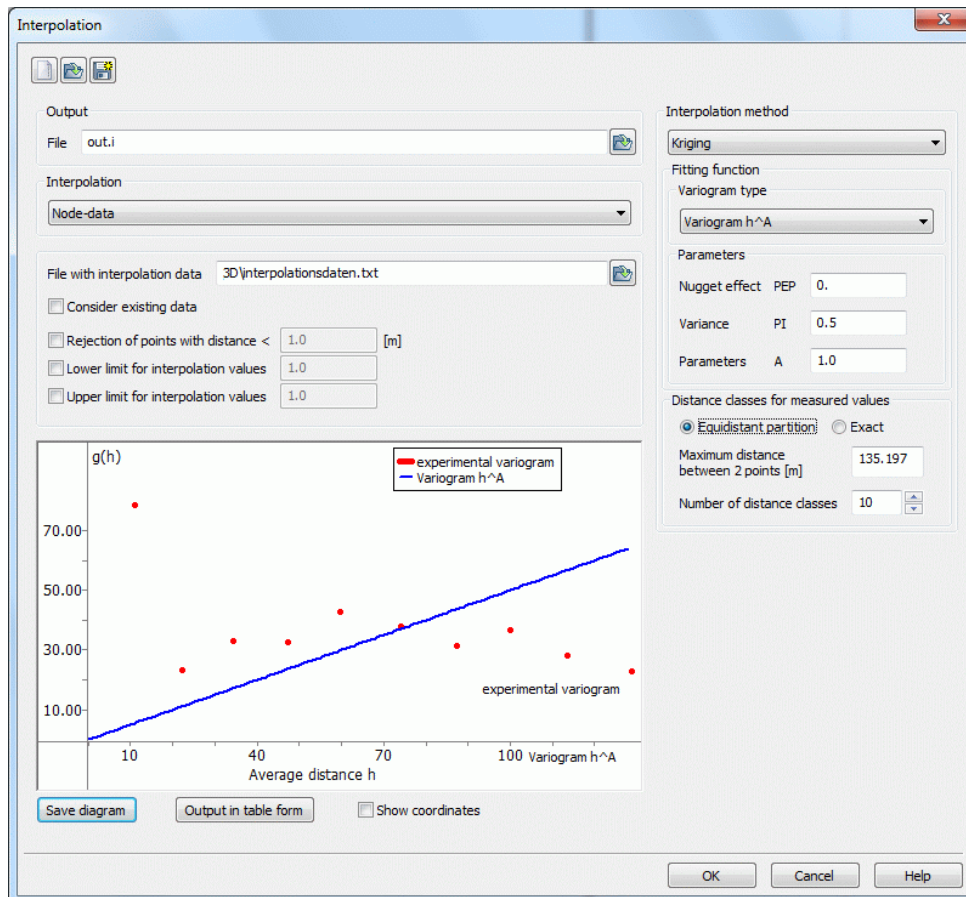 Interpolation
Output
File out.i
Interpolation
Node-data
File with interpolation data 3D\interpolationsdaten.txt
Consider existing data
Rejection of points with distance < 1.0 [m]
Lower limit for interpolation values 1.0
Upper limit for interpolation values 1.0
Interpolation method
Kriging
Fitting function
Variogram type
Variogram h^A
Parameters
Nugget effect PEP 0.
Variance PI 0.5
Parameters A 1.0
Distance classes for measured values
Equidistant partition Exact
Maximum distance
between 2 points [m] 135.197
Number of distance classes 10
g(h)
experimental variogram
Variogram h^A
70.00
50.00
30.00
10.00
experimental variogram
10 40 70 100 Variogram h^A
Average distance h
Save diagram Output in table form Show coordinates
OK Cancel Help